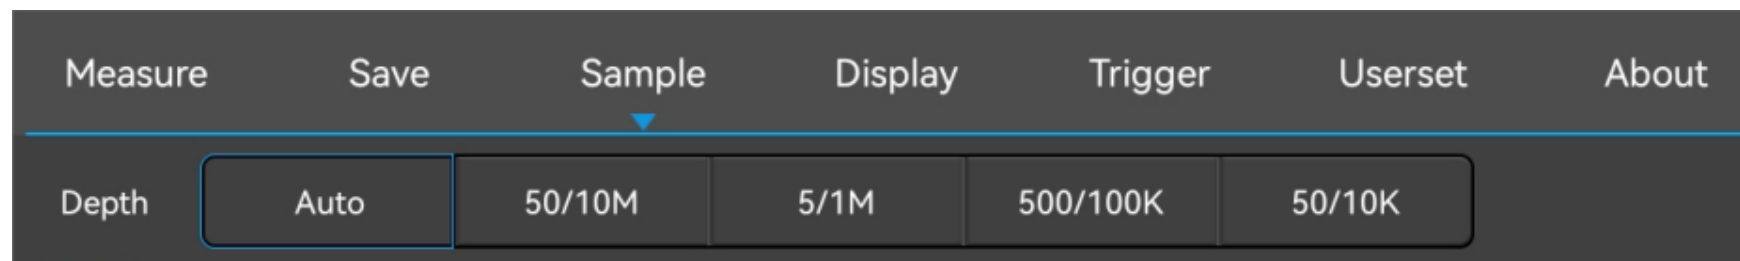 Measure Save Sample Display Trigger Userset About
Depth Auto 50/10M 5/1M 500/100K 50/10K